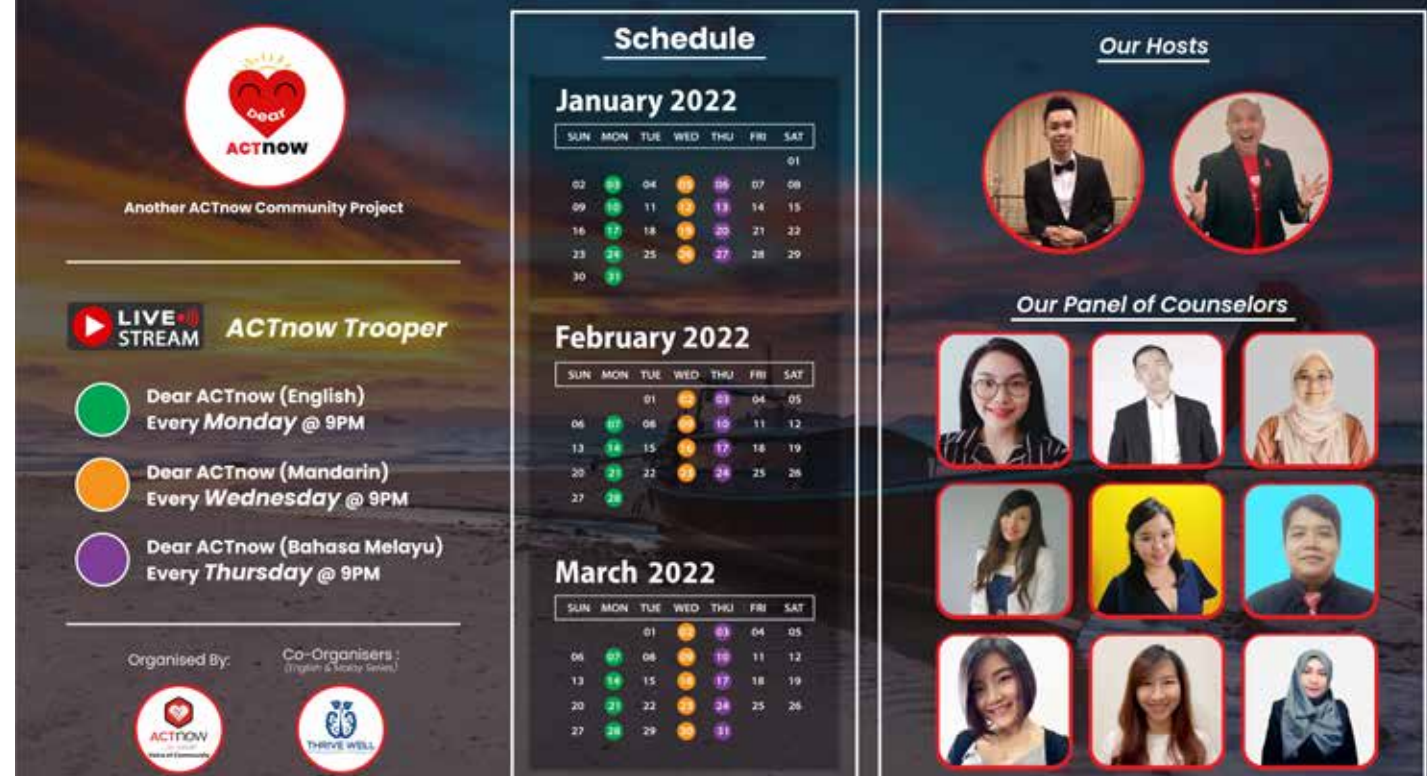 Dear
ACTnow
Another ACTnow Community Project
LIVE
STREAM
ACTnow Trooper
Dear ACTnow (English)
Every Monday @ 9PM
Dear ACTnow (Mandarin)
Every Wednesday @ 9PM
Dear ACTnow (Bahasa Melayu)
Every Thursday @ 9PM
Organised By:
ACTnow
Voice of Community
Co-Organisers :
(English & Malay Series)
THRIVE WELL
Schedule
January 2022
SUN MON TUE WED THU FRI SAT
01
02 03 04 05 06 07 08
09 10 11 12 13 14 15
16 17 18 19 20 21 22
23 24 25 26 27 28 29
30 31
February 2022
SUN MON TUE WED THU FRI SAT
01 02 03 04 05
06 07 08 09 10 11 12
13 14 15 16 17 18 19
20 21 22 23 24 25 26
27 28
March 2022
SUN MON TUE WED THU FRI SAT
01 02 03 04 05
06 07 08 09 10 11 12
13 14 15 16 17 18 19
20 21 22 23 24 25 26
27 28 29 30 31
Our Hosts
Our Panel of Counselors